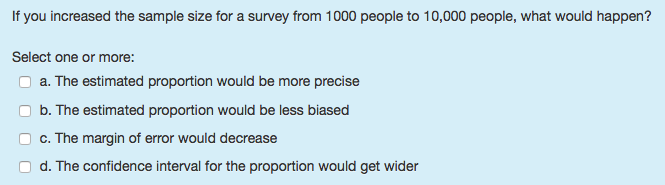 If you increased the sample size for a survey from 1000 people to 10,000 people, what would happen?
Select one or more:
a. The estimated proportion would be more precise
b. The estimated proportion would be less biased
c. The margin of error would decrease
d. The confidence interval for the proportion would get wider